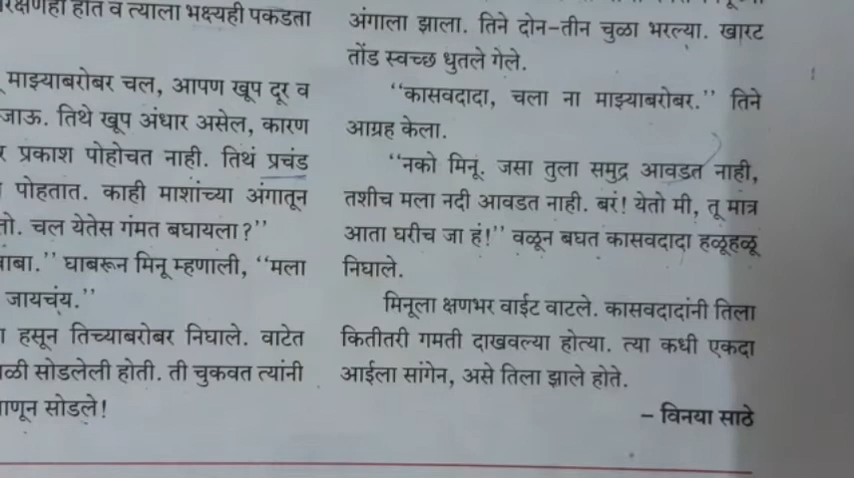 होत व त्याला भक्ष्यही पकडता
माझ्याबरोबर चल, आपण खूप दूर व
जाऊ. तिथे खूप अंधार असेल, कारण
प्रकाश पोहोचत नाही. तिथं प्रचंड
पोहतात. काही माशांच्या अंगातून
चल येतेस गंमत बघायला?”
घाबरून मिनू म्हणाली, “मला
जायचंय.”
हसून तिच्याबरोबर निघाले. वाटेत
सोडलेली होती. ती चुकवत त्यांनी
सोडले!
अंगाला झाला. तिने दोन-तीन चुळा भरल्या. खारट
तोंड स्वच्छ धुतले गेले.
“कासवदादा, चला ना माझ्याबरोबर.” तिने
आग्रह केला.
“नको मिनू. जसा तुला समुद्र आवडत नाही,
तशीच मला नदी आवडत नाही. बरं! येतो मी, तू मात्र
आता घरीच जा हं!” वळून बघत कासवदादा हळूहळू
निघाले.
मिनूला क्षणभर वाईट वाटले. कासवदादांनी तिला
कितीतरी गमती दाखवल्या होत्या. त्या कधी एकदा
आईला सांगेन, असे तिला झाले होते.
– विनया साठे